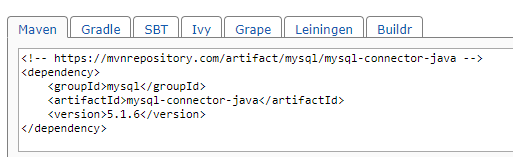 Maven Gradle SBT Ivy Grape Leiningen Buildr
<!-- https://mvnrepository.com/artifact/mysql/mysql-connector-java -->
<dependency>
    <groupId>mysql</groupId>
    <artifactId>mysql-connector-java</artifactId>
    <version>5.1.6</version>
</dependency>